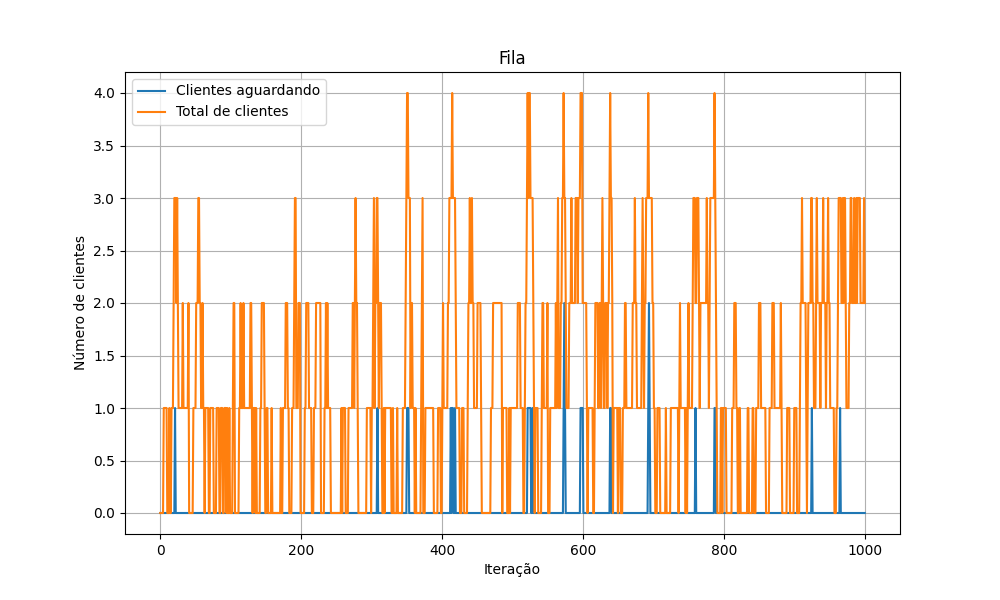 Fila
Clientes aguardando
Total de clientes
4.0
3.5
3.0
2.5
2.0
1.5
1.0
0.5
0.0
Número de clientes
0 200 400 600 800 1000
Iteração